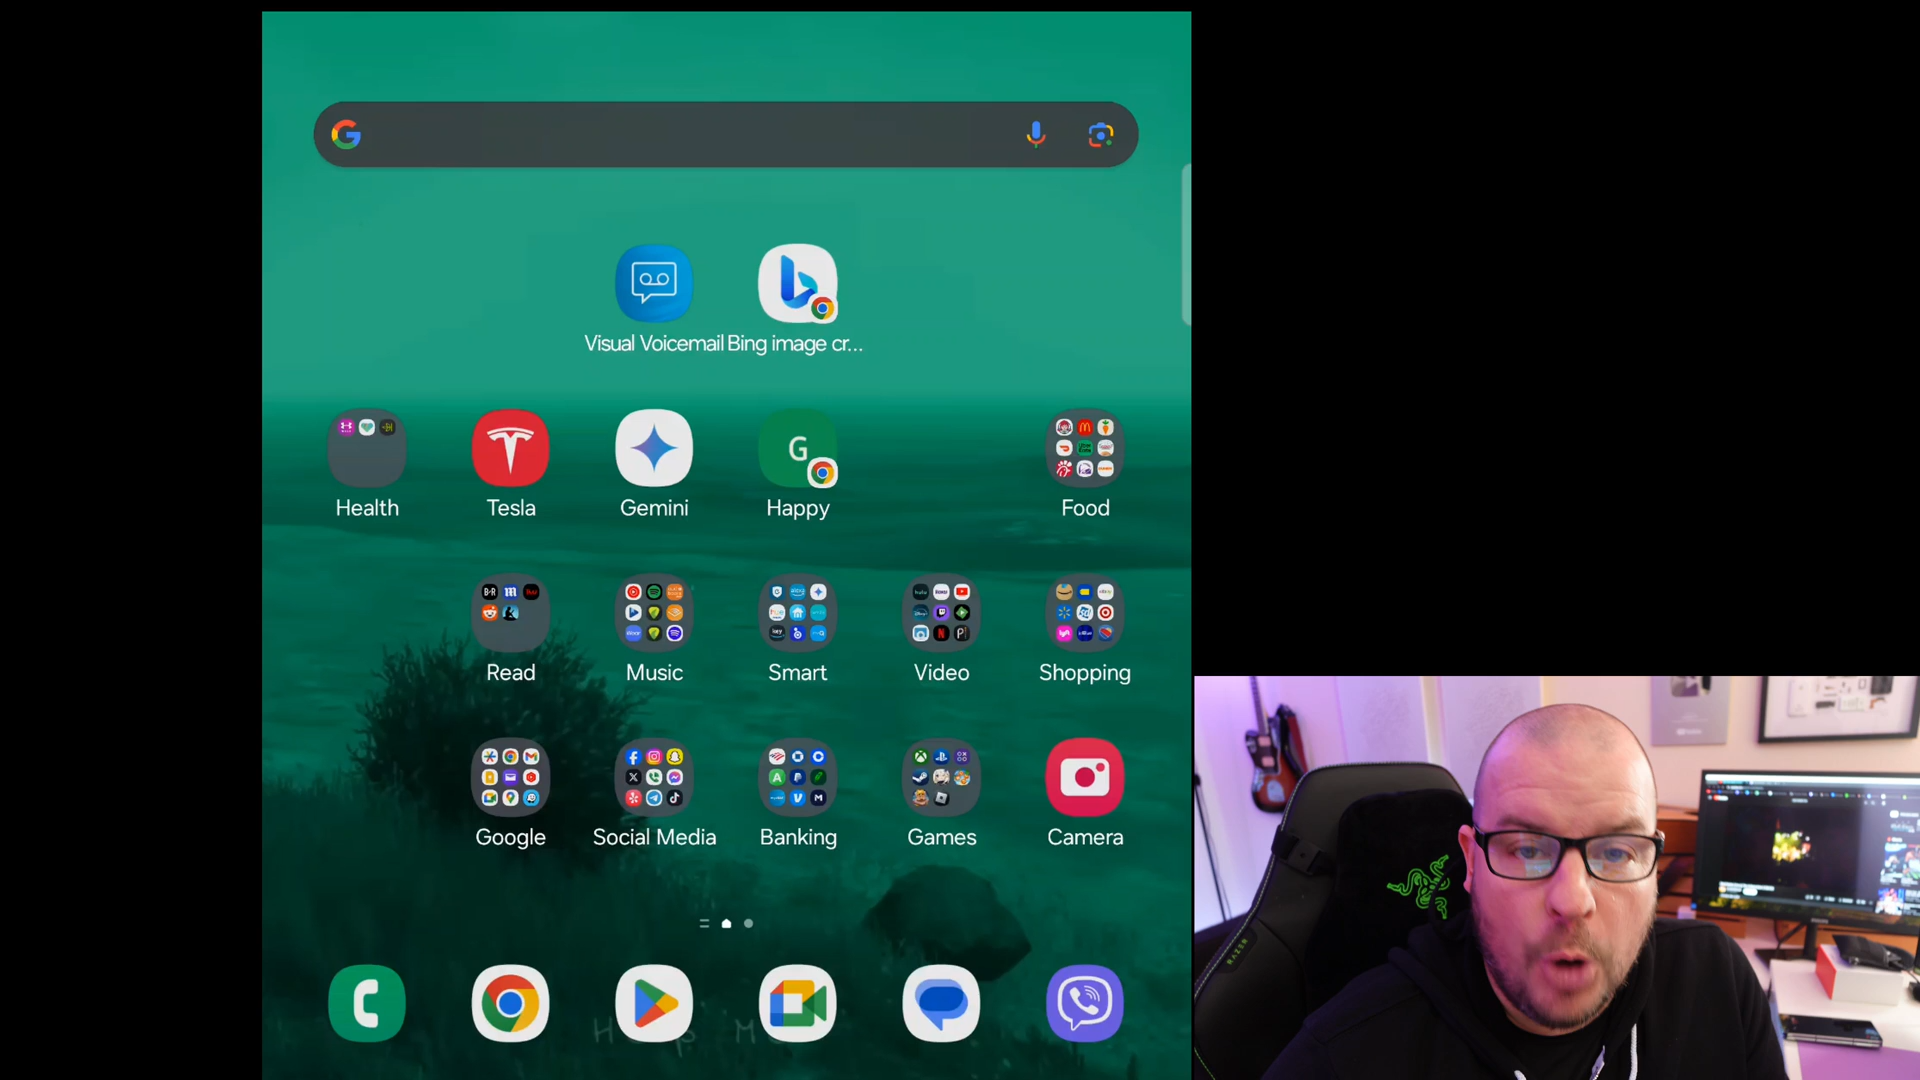 Visual Voicemail Bing image cr...
G
Health Tesla Gemini Happy Food
Read Music Smart Video Shopping
Google Social Media Banking Games Camera
RAZER